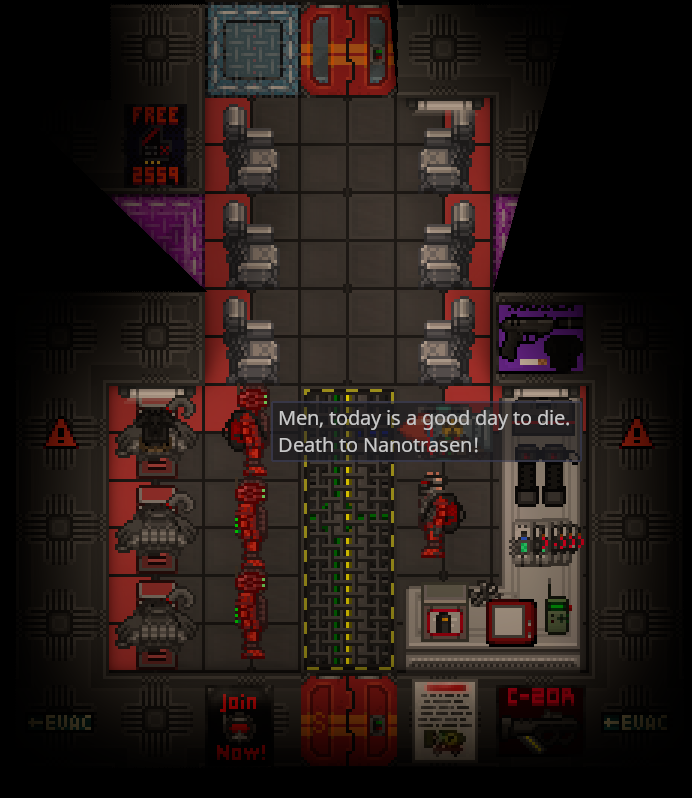 FREE
2559
Men, today is a good day to die.
Death to Nanotrasen!
←EVAC
Join
Now!
C-20R
←EVAC